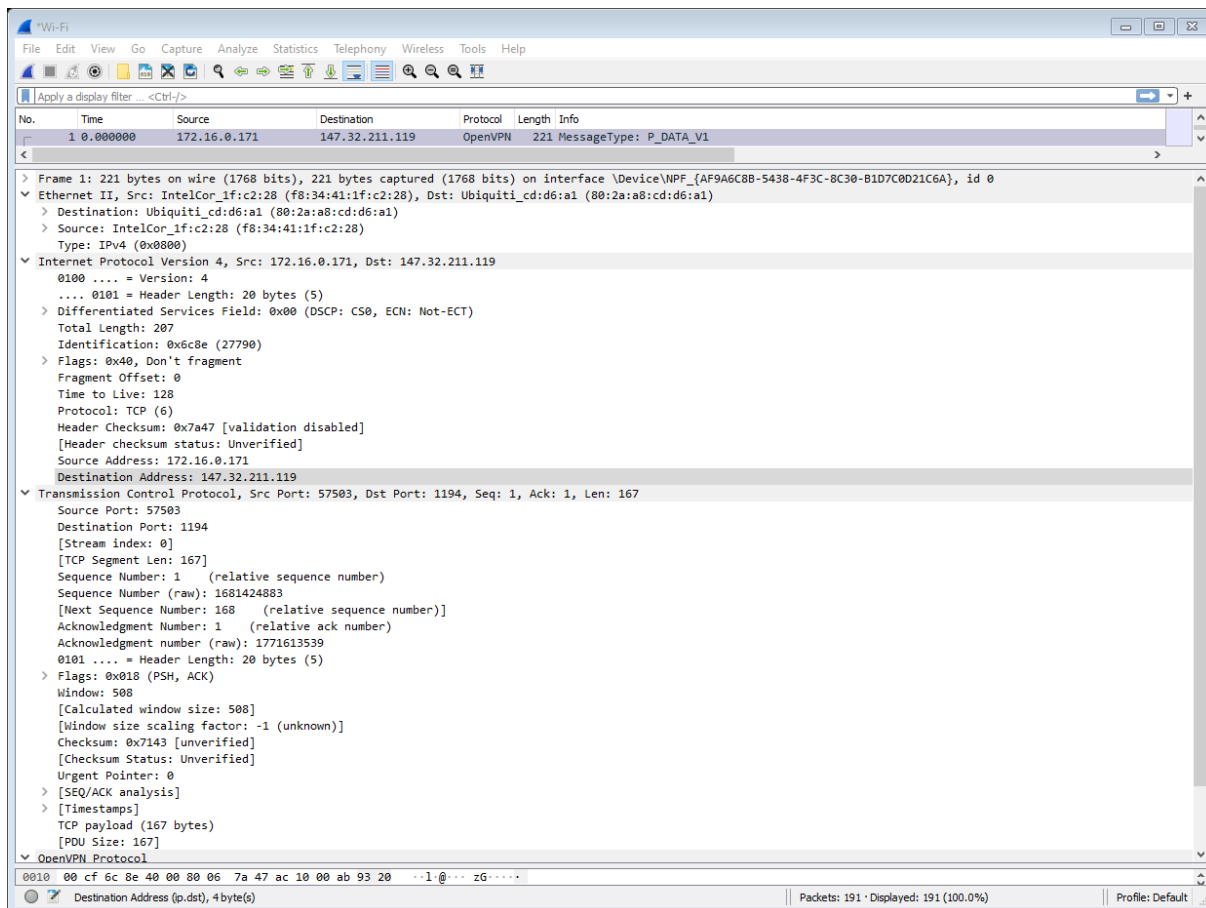 *Wi-Fi
File Edit View Go Capture Analyze Statistics Telephony Wireless Tools Help
Apply a display filter ... <Ctrl-/>
No. Time Source Destination Protocol Length Info
1 0.000000 172.16.0.171 147.32.211.119 OpenVPN 221 MessageType: P_DATA_V1
Frame 1: 221 bytes on wire (1768 bits), 221 bytes captured (1768 bits) on interface \Device\NPF_{AF9A6C8B-5438-4F3C-8C30-B1D7C0D21C6A}, id 0
Ethernet II, Src: IntelCor_1f:c2:28 (f8:34:41:1f:c2:28), Dst: Ubiquiti_cd:d6:a1 (80:2a:a8:cd:d6:a1)
Destination: Ubiquiti_cd:d6:a1 (80:2a:a8:cd:d6:a1)
Source: IntelCor_1f:c2:28 (f8:34:41:1f:c2:28)
Type: IPv4 (0x0800)
Internet Protocol Version 4, Src: 172.16.0.171, Dst: 147.32.211.119
0100 .... = Version: 4
.... 0101 = Header Length: 20 bytes (5)
Differentiated Services Field: 0x00 (DSCP: CS0, ECN: Not-ECT)
Total Length: 207
Identification: 0x6c8e (27790)
Flags: 0x40, Don't fragment
Fragment Offset: 0
Time to Live: 128
Protocol: TCP (6)
Header Checksum: 0x7a47 [validation disabled]
[Header checksum status: Unverified]
Source Address: 172.16.0.171
Destination Address: 147.32.211.119
Transmission Control Protocol, Src Port: 57503, Dst Port: 1194, Seq: 1, Ack: 1, Len: 167
Source Port: 57503
Destination Port: 1194
[Stream index: 0]
[TCP Segment Len: 167]
Sequence Number: 1 (relative sequence number)
Sequence Number (raw): 1681424883
[Next Sequence Number: 168 (relative sequence number)]
Acknowledgment Number: 1 (relative ack number)
Acknowledgment number (raw): 1771613539
0101 .... = Header Length: 20 bytes (5)
Flags: 0x018 (PSH, ACK)
Window: 508
[Calculated window size: 508]
[Window size scaling factor: -1 (unknown)]
Checksum: 0x7143 [unverified]
[Checksum Status: Unverified]
Urgent Pointer: 0
[SEQ/ACK analysis]
[Timestamps]
TCP payload (167 bytes)
[PDU Size: 167]
OpenVPN Protocol
0010 00 cf 6c 8e 40 00 80 06 7a 47 ac 10 00 ab 93 20 ··l·@··· zG·····
Destination Address (ip.dst), 4 byte(s) Packets: 191 · Displayed: 191 (100.0%) Profile: Default